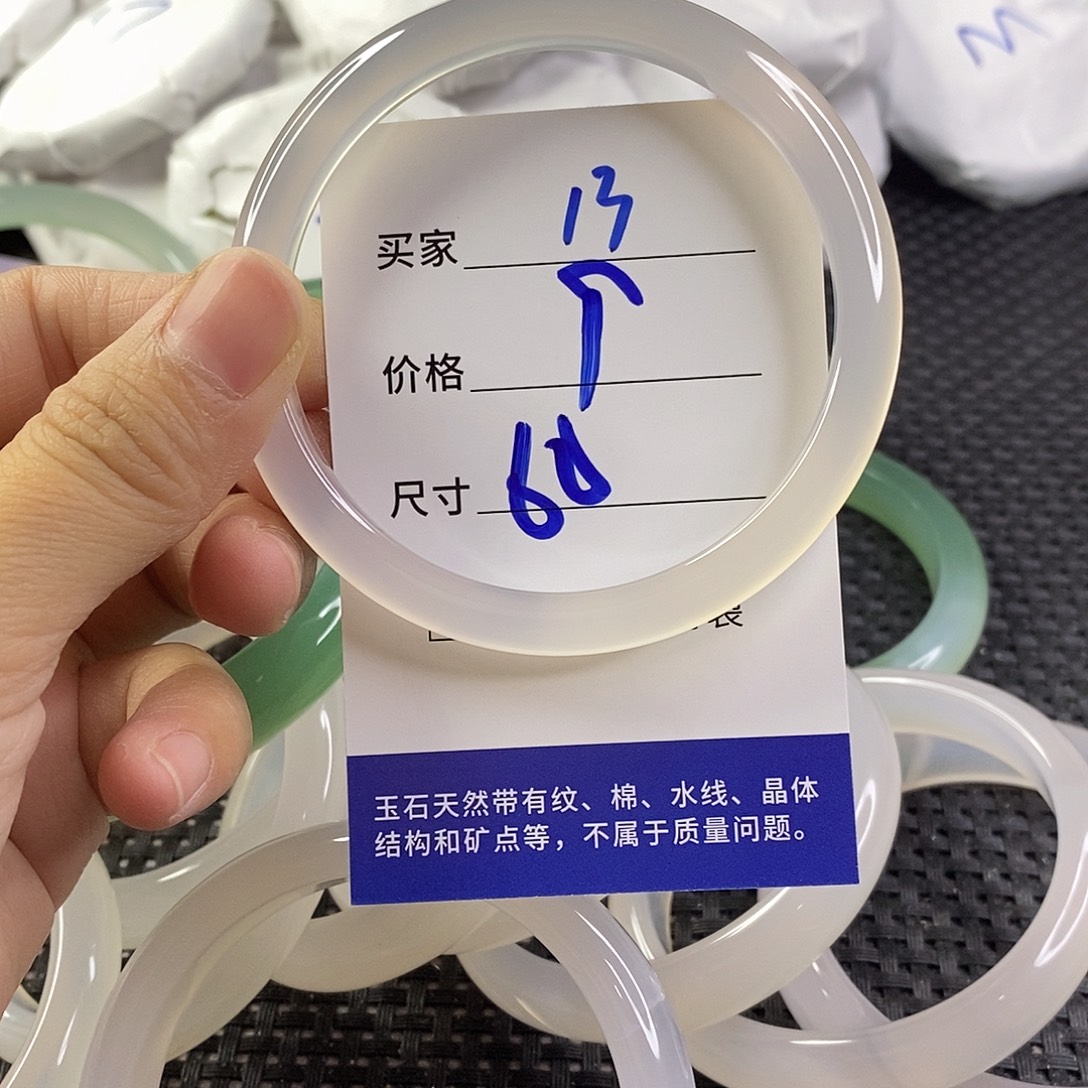 M
买家 13
价格
尺寸 60
装
玉石天然带有纹、棉、水线、晶体
结构和矿点等，不属于质量问题。